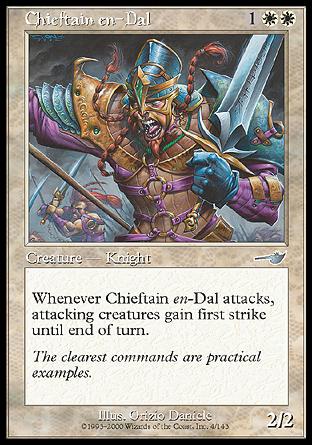 Chieftain en-Dal 1
Creature — Knight
Whenever Chieftain en-Dal attacks,
attacking creatures gain first strike
until end of turn.
The clearest commands are practical
examples.
Illus. Orizio Daniele
©1993-2000 Wizards of the Coast, Inc. 4/143
2/2